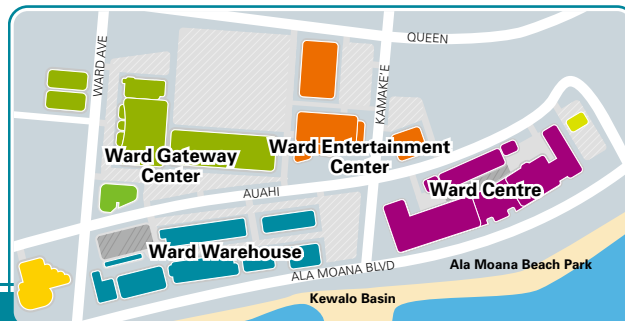 QUEEN
WARD AVE
KAMAKE'E
Ward Gateway
Center
Ward Entertainment
Center
AUAHI
Ward Centre
Ward Warehouse
ALA MOANA BLVD
Ala Moana Beach Park
Kewalo Basin